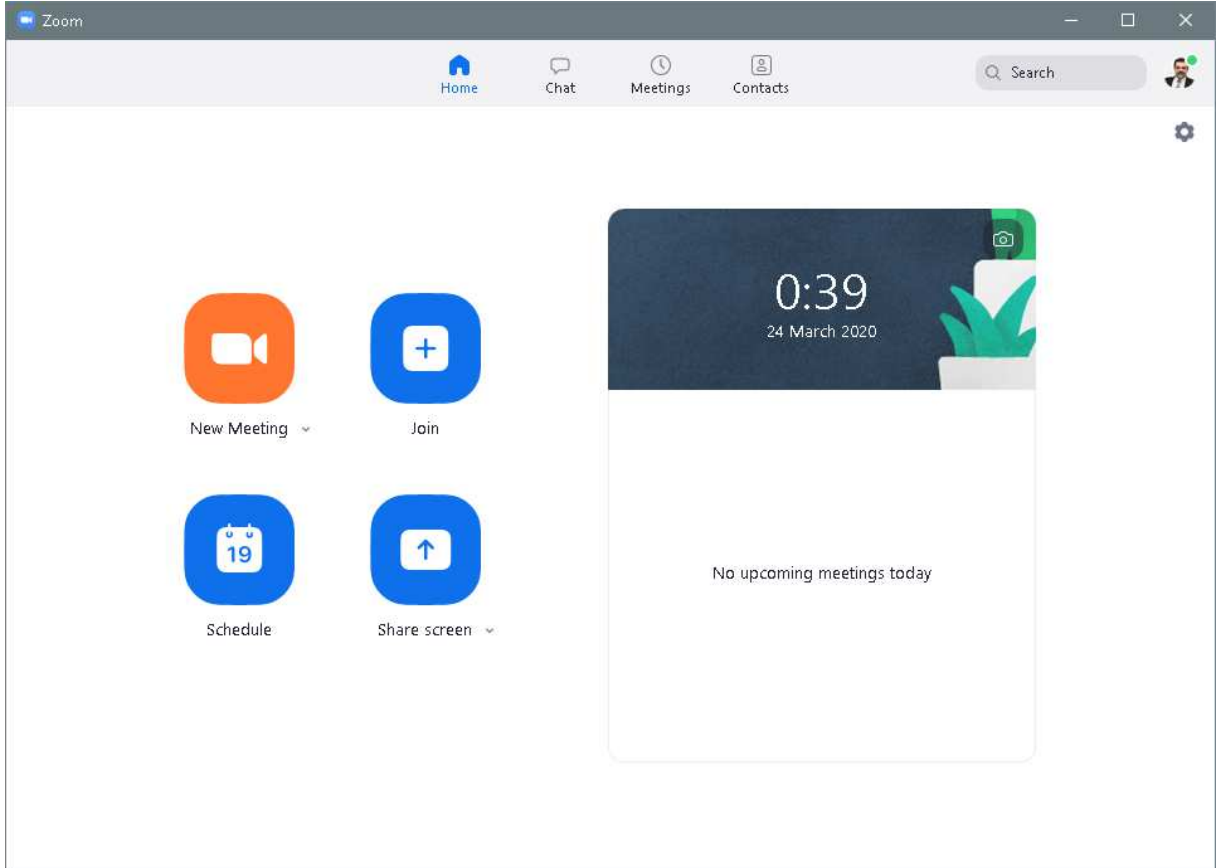 Zoom
Home
Chat
Meetings
Contacts
Search
0:39
24 March 2020
New Meeting
Join
19
Schedule
Share screen
No upcoming meetings today